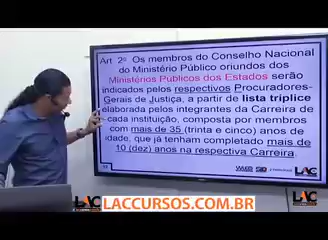 Art. 2º Os membros do Conselho Nacional
do Ministério Público oriundos dos
Ministérios Públicos dos Estados serão
indicados pelos respectivos Procuradores-
Gerais de Justiça, a partir de lista tríplice
elaborada pelos integrantes da Carreira de
cada instituição, composta por membros
com mais de 35 (trinta e cinco) anos de
idade, que já tenham completado mais de
10 (dez) anos na respectiva Carreira.
LAC
LAC
LAC
LACCURSOS.COM.BR